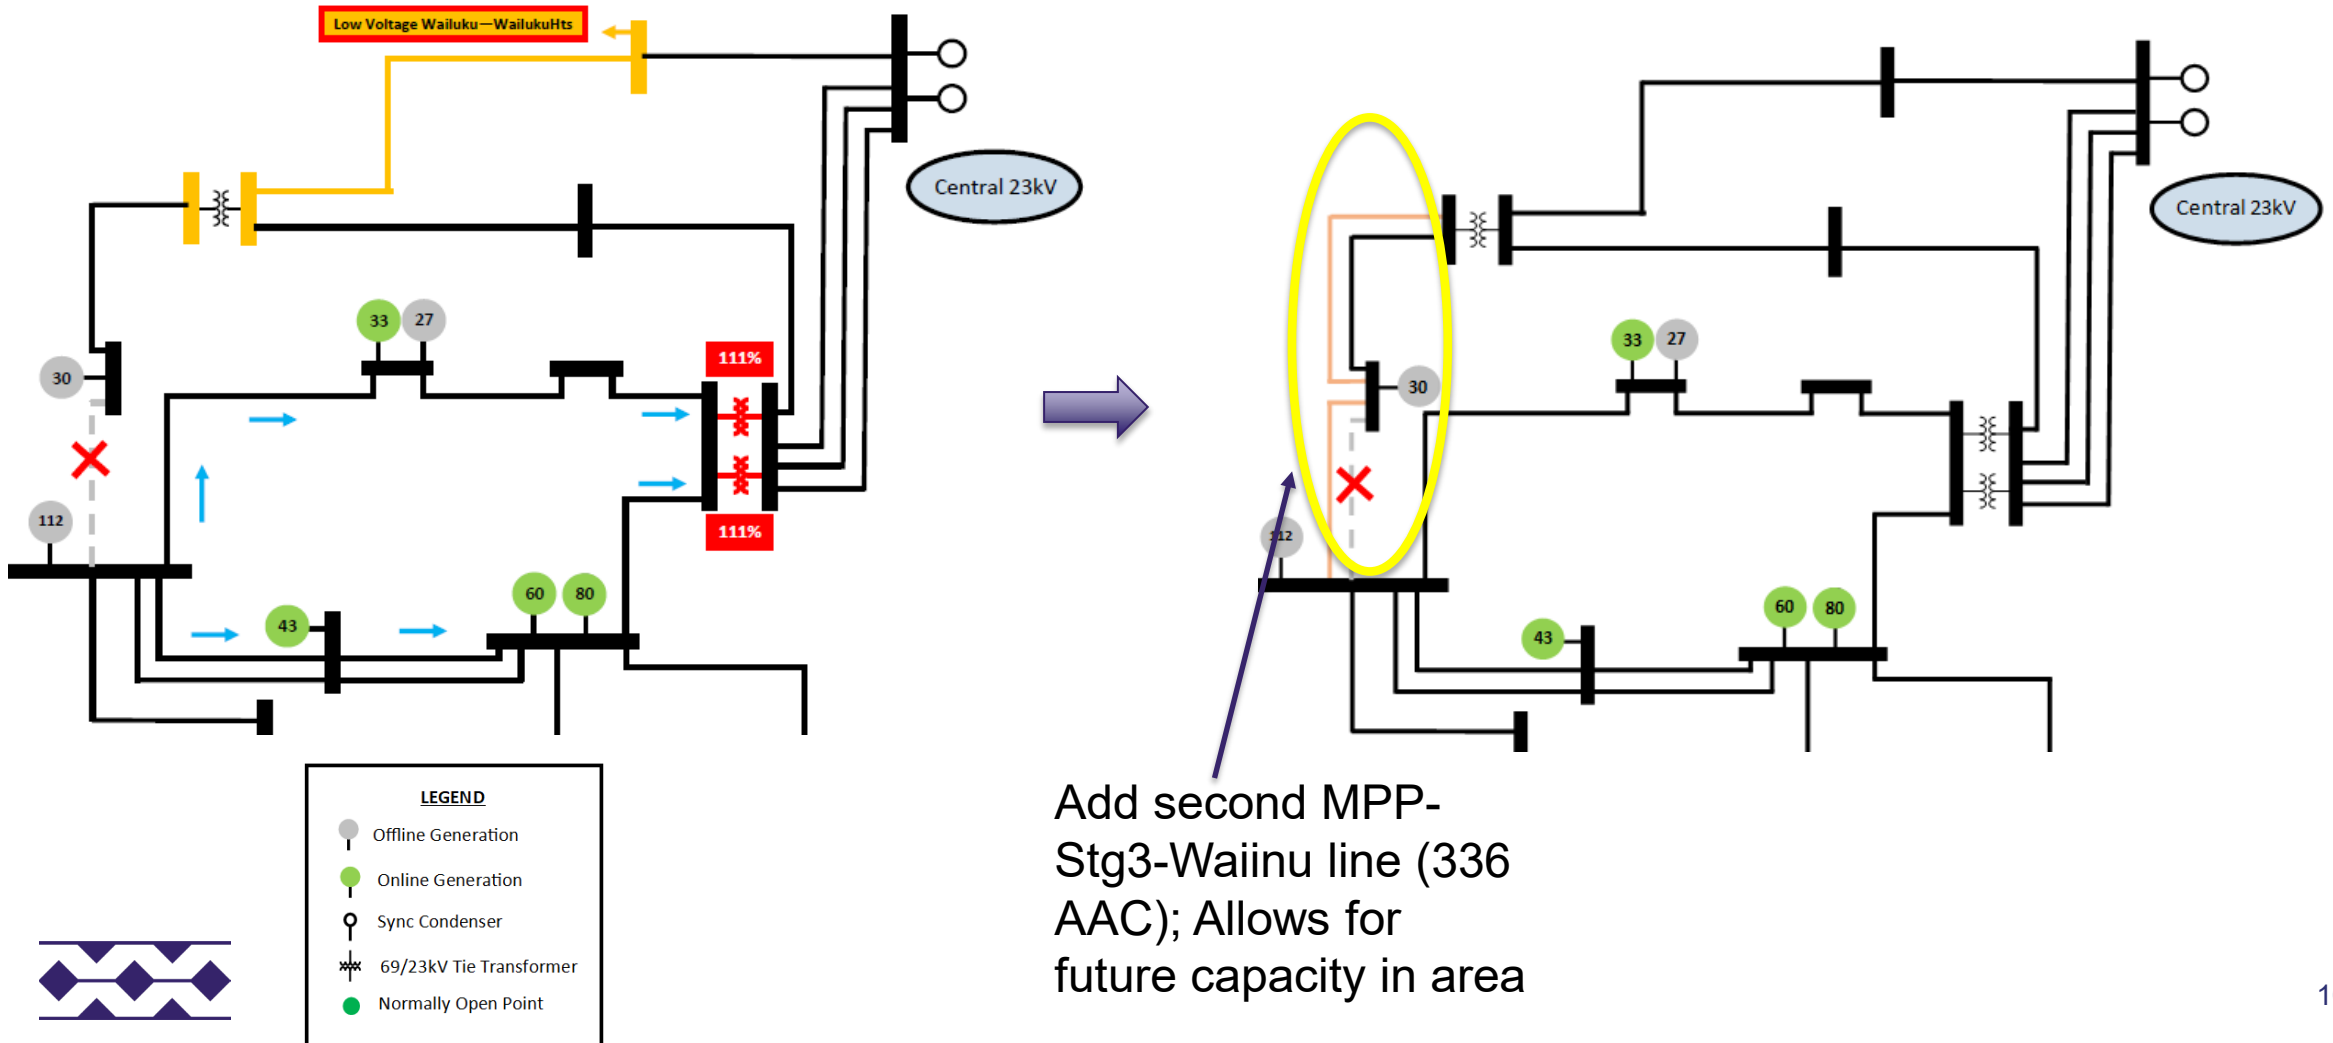 Low Voltage Wailuku—WailukuHts
Central 23kV
33
27
30
111%
112
111%
60
80
43
LEGEND
Offline Generation
Online Generation
Sync Condenser
69/23kV Tie Transformer
Normally Open Point
Central 23kV
33
27
30
112
60
80
43
Add second MPP-
Stg3-Waiinu line (336
AAC); Allows for
future capacity in area
1